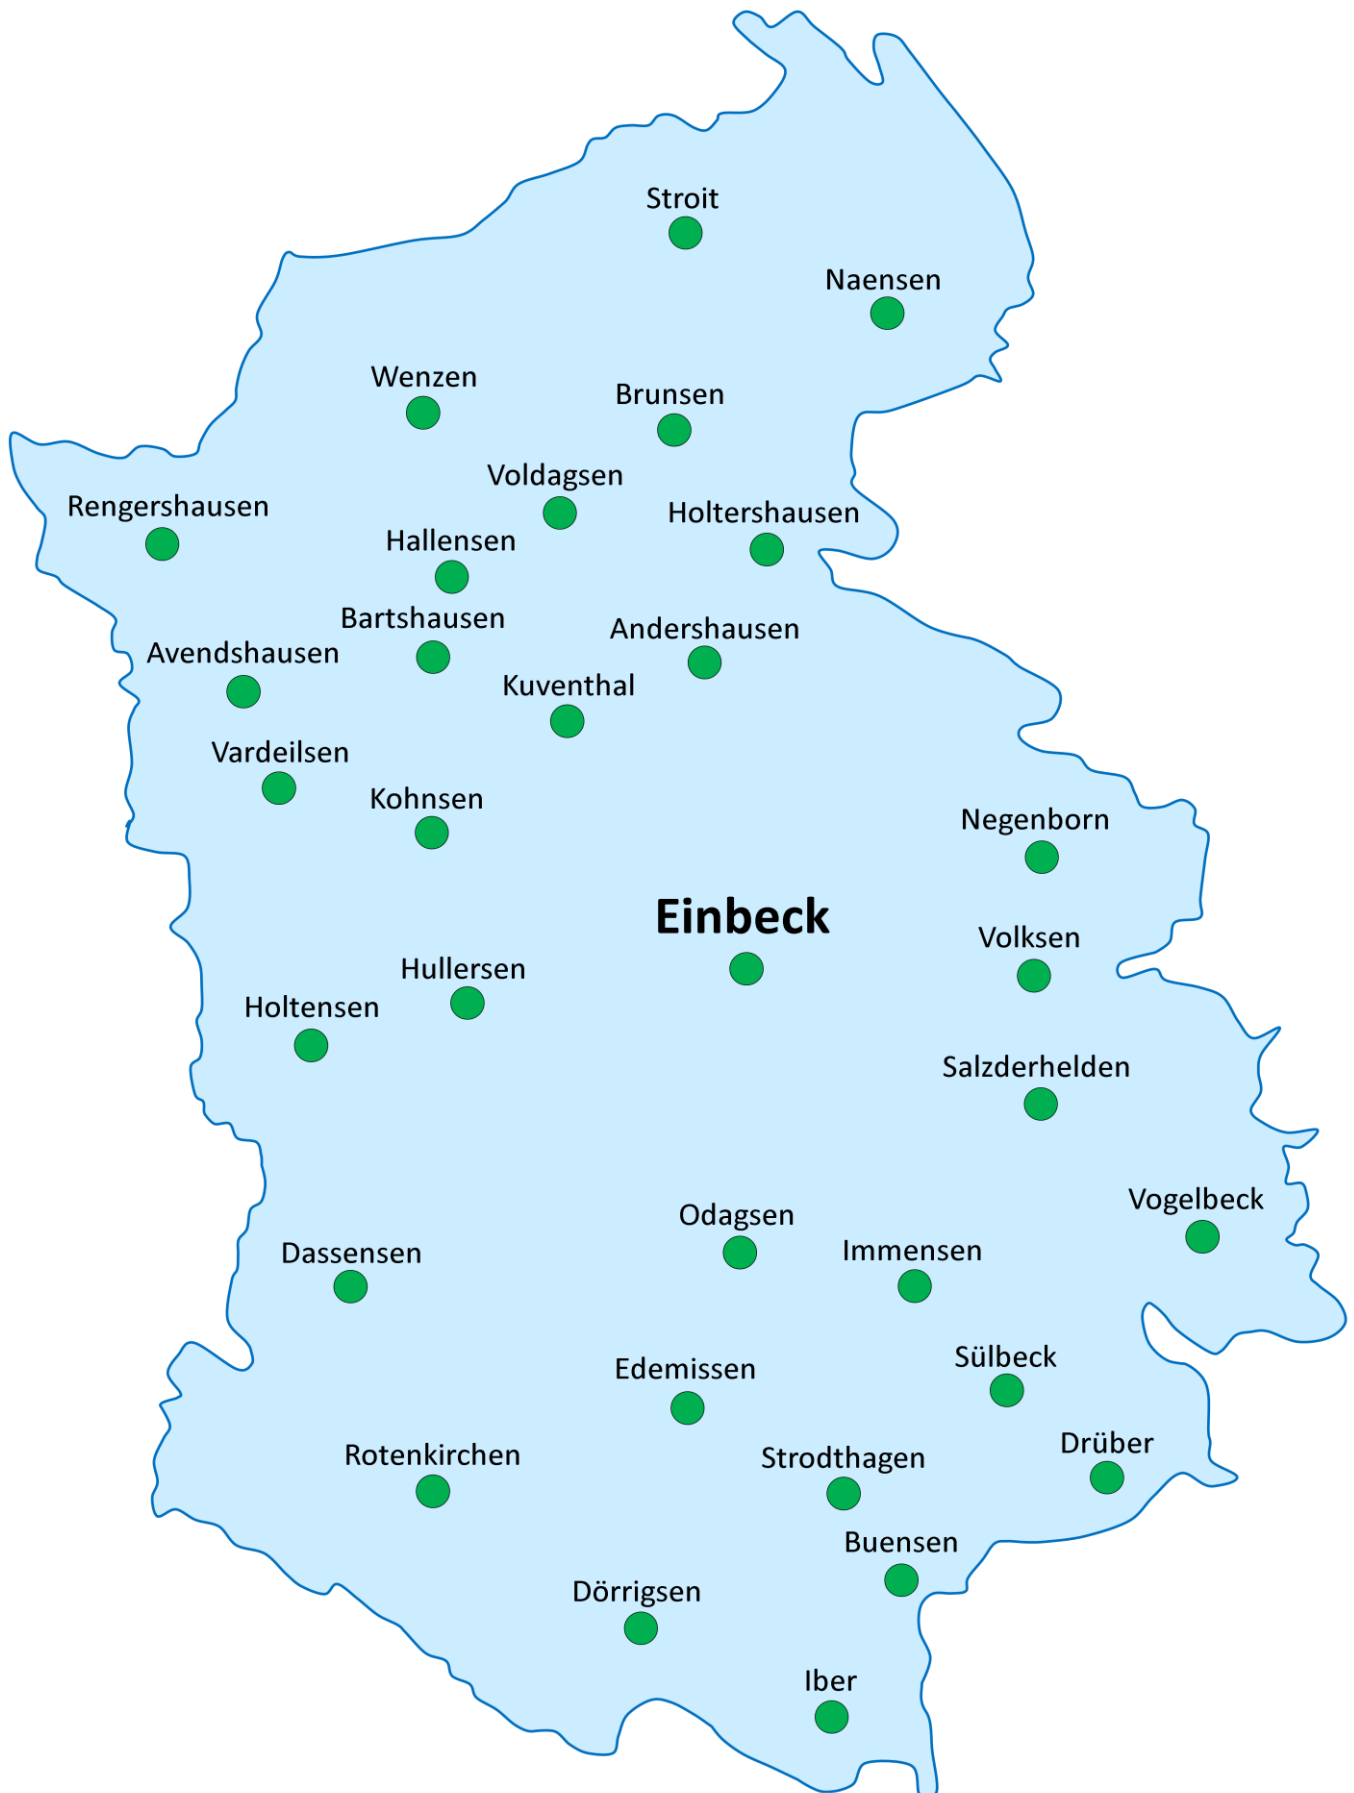 Stroit
Naensen
Wenzen
Brunsen
Voldagsen
Rengershausen
Holtershausen
Hallensen
Bartshausen
Andershausen
Avendshausen
Kuventhal
Vardeilsen
Kohnsen
Negenborn
Einbeck
Volksen
Hullersen
Holtensen
Salzderhelden
Vogelbeck
Odagsen
Immensen
Dassensen
Sülbeck
Edemissen
Drüber
Rotenkirchen
Strodthagen
Buensen
Dörrigsen
Iber